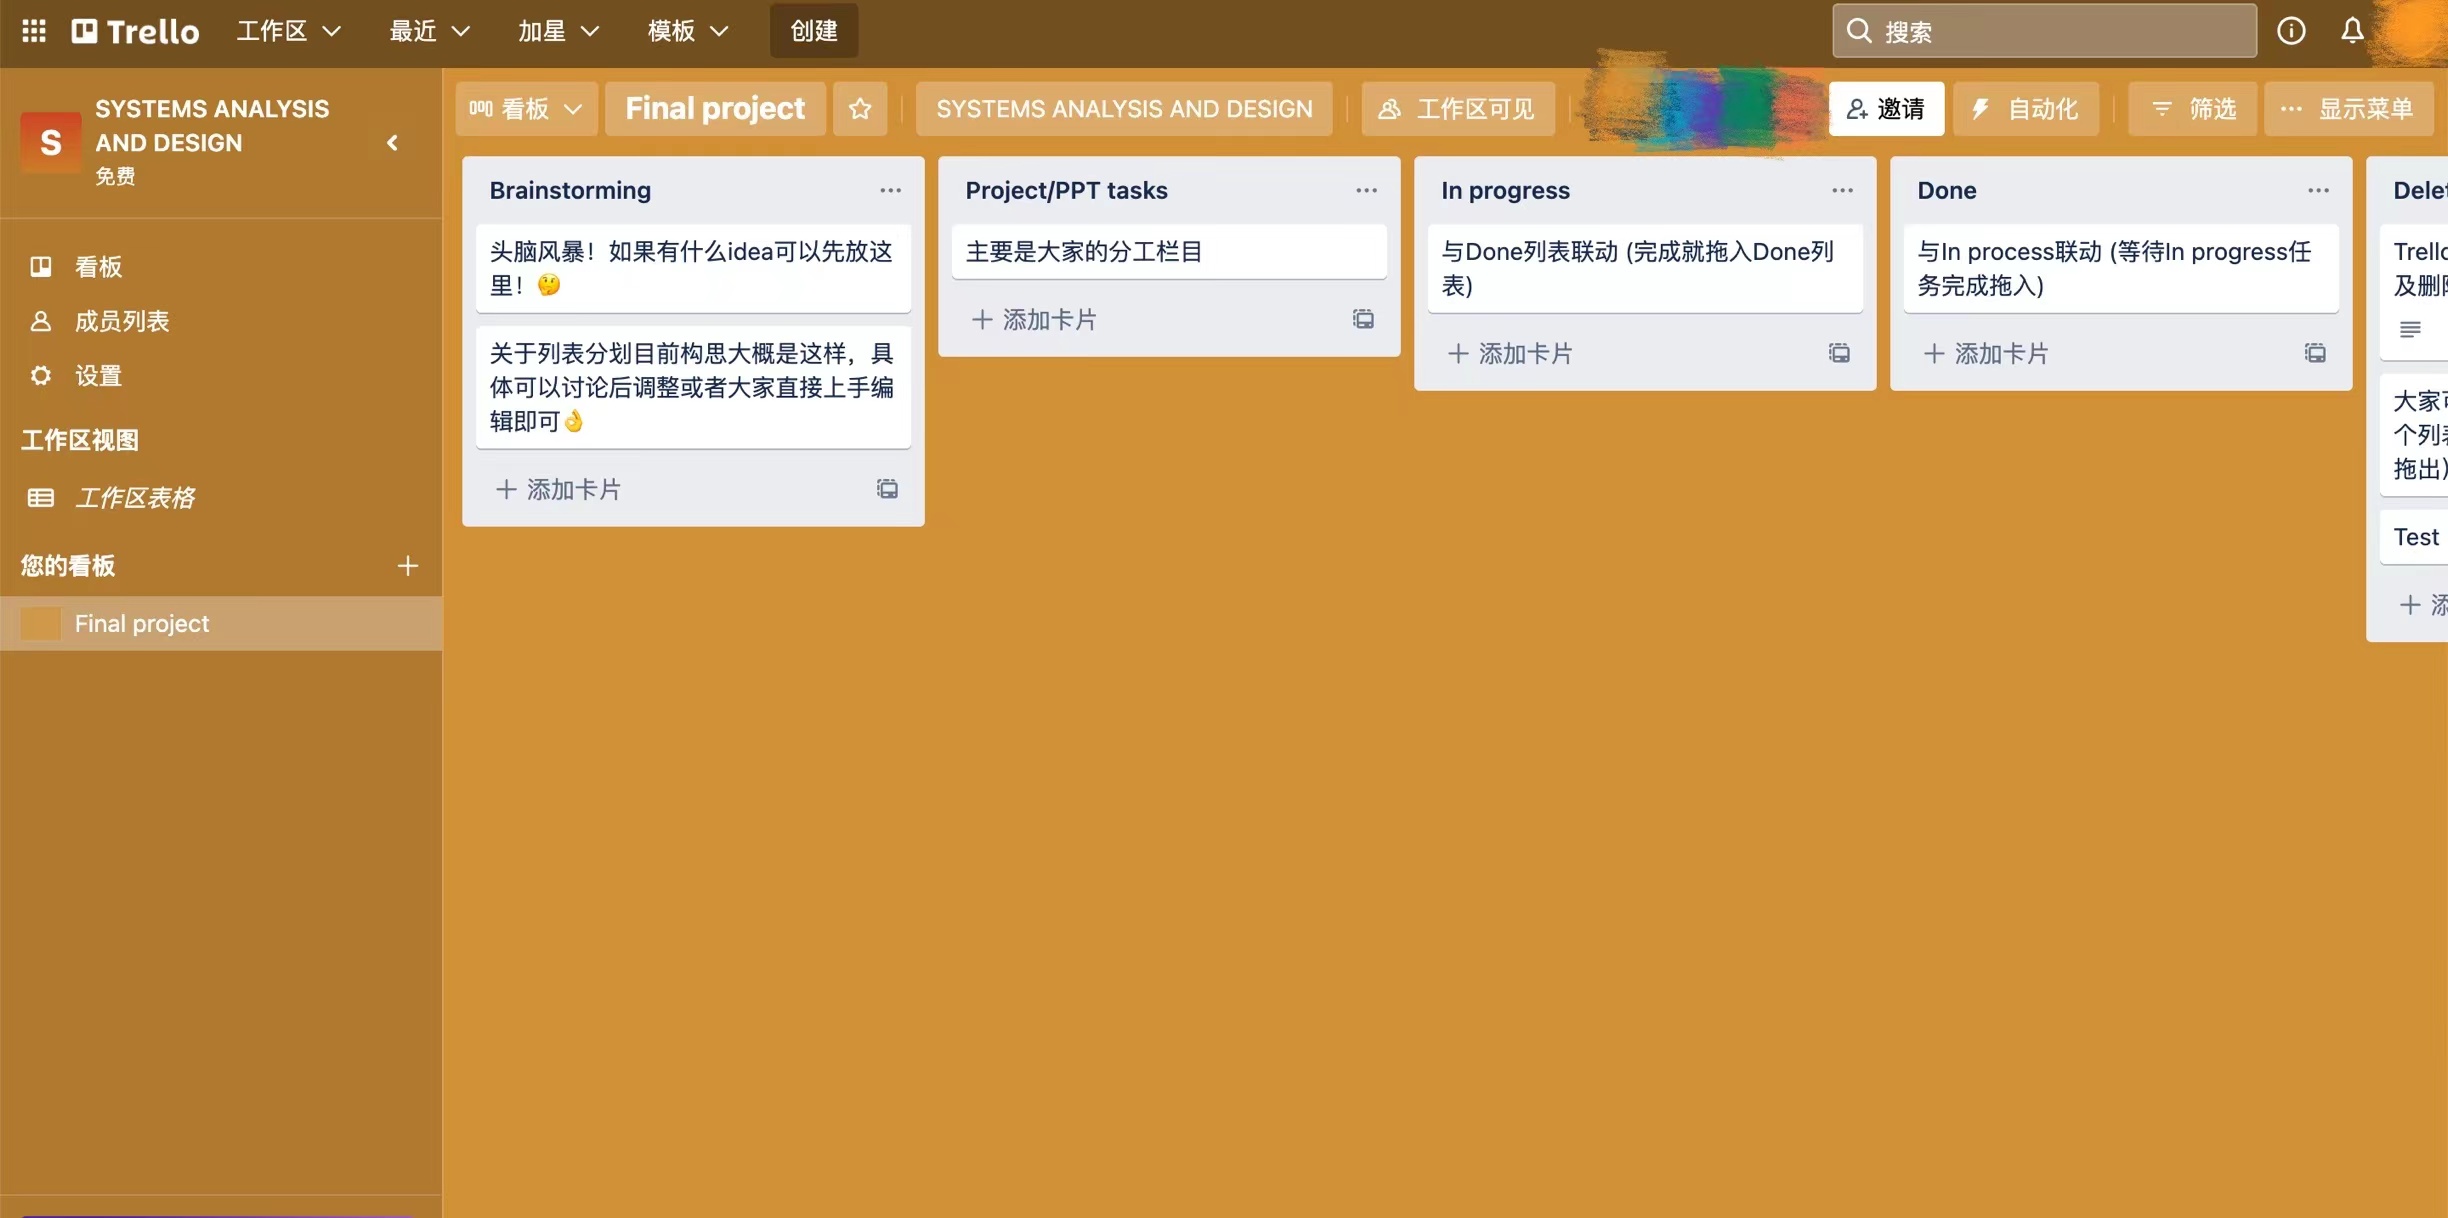 Trello
工作区
最近
加星
模板
创建
搜索
S
SYSTEMS ANALYSIS
AND DESIGN
免费
看板
成员列表
设置
工作区视图
工作区表格
您的看板
Final project
看板
Final project
SYSTEMS ANALYSIS AND DESIGN
工作区可见
邀请
自动化
筛选
显示菜单
Brainstorming
头脑风暴！如果有什么idea可以先放这
里！🤔
关于列表分划目前构思大概是这样，具
体可以讨论后调整或者大家直接上手编
辑即可👌
添加卡片
Project/PPT tasks
主要是大家的分工栏目
添加卡片
In progress
与Done列表联动 (完成就拖入Done列
表)
添加卡片
Done
与In process联动 (等待In progress任
务完成拖入)
添加卡片
及删
大家
个列
拖出)
Test
添